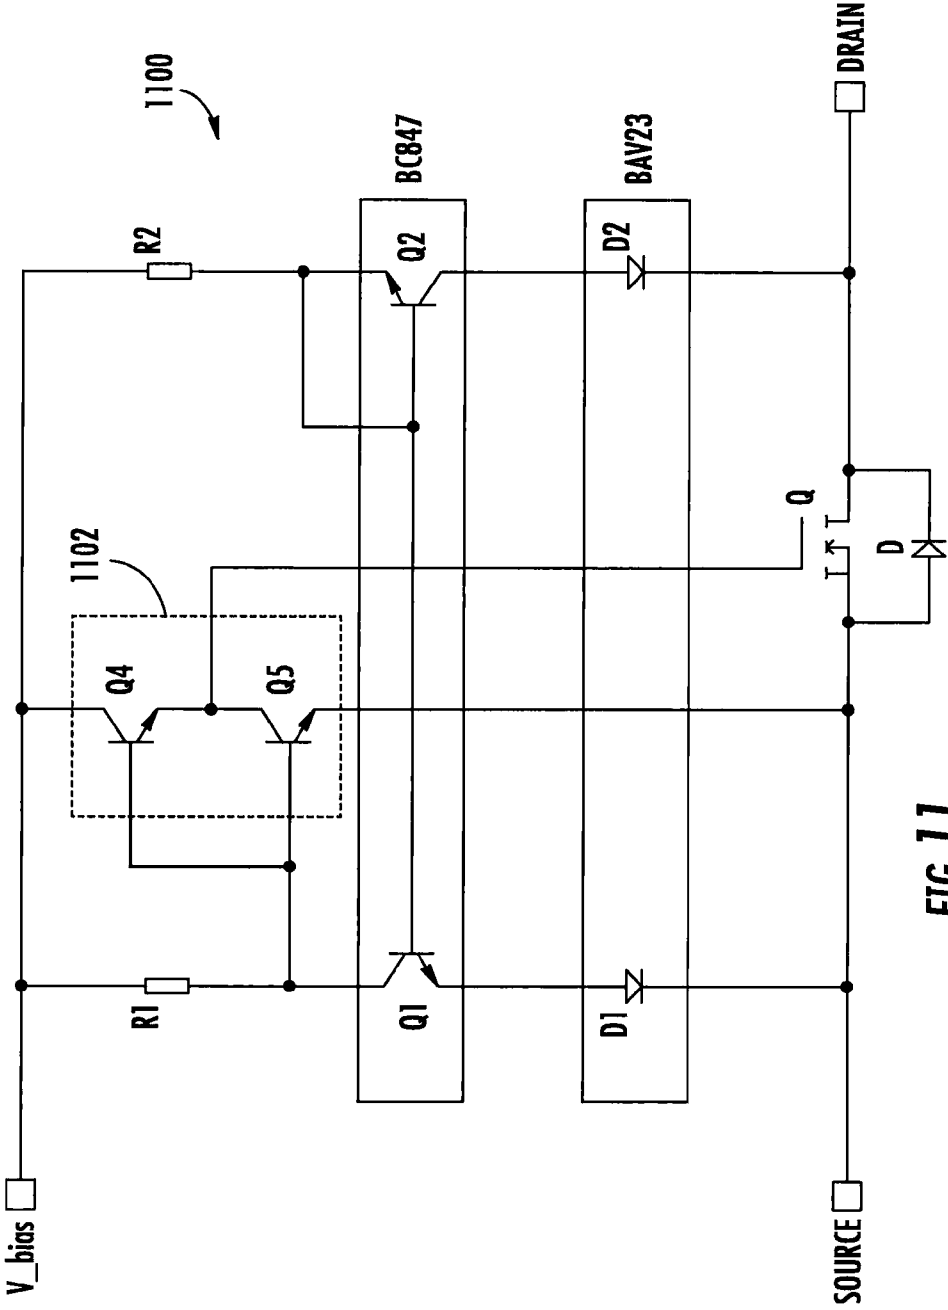 1100
V_bias
R1
R2
1102
Q4
Q5
BC847
Q1
Q2
BAV23
D1
D2
Q
D
SOURCE
DRAIN
FIG. 11